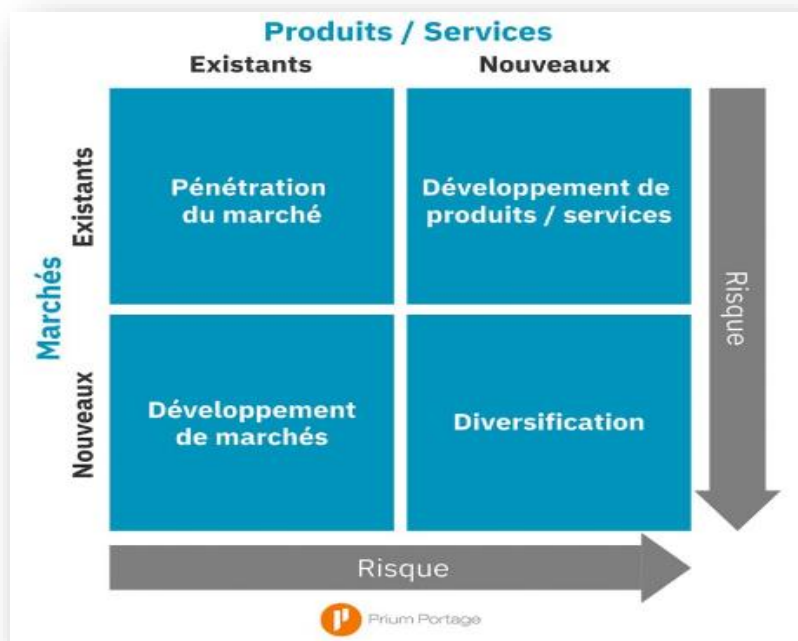 Produits / Services
Existants
Nouveaux
Marchés
Existants
Pénétration
du marché
Développement de
produits / services
Risque
Nouveaux
Développement
de marchés
Diversification
Risque
Prium Portage